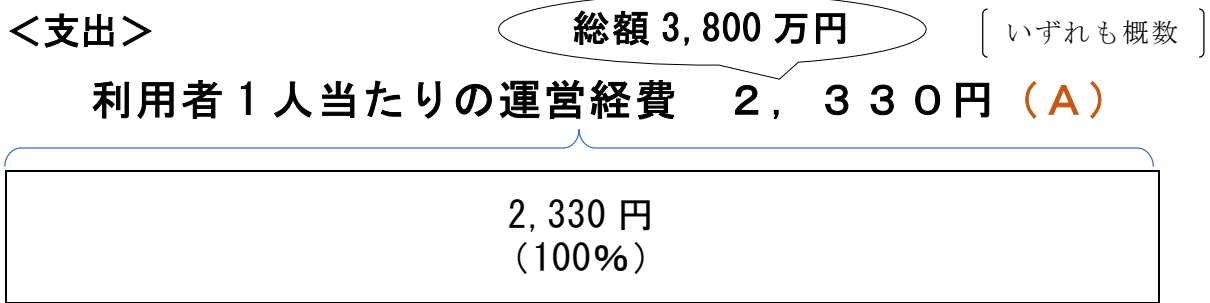 ＜支出＞
総額 3,800 万円
いずれも概数
利用者１人当たりの運営経費　２，３３０円（Ａ）
2,330 円
（100％）